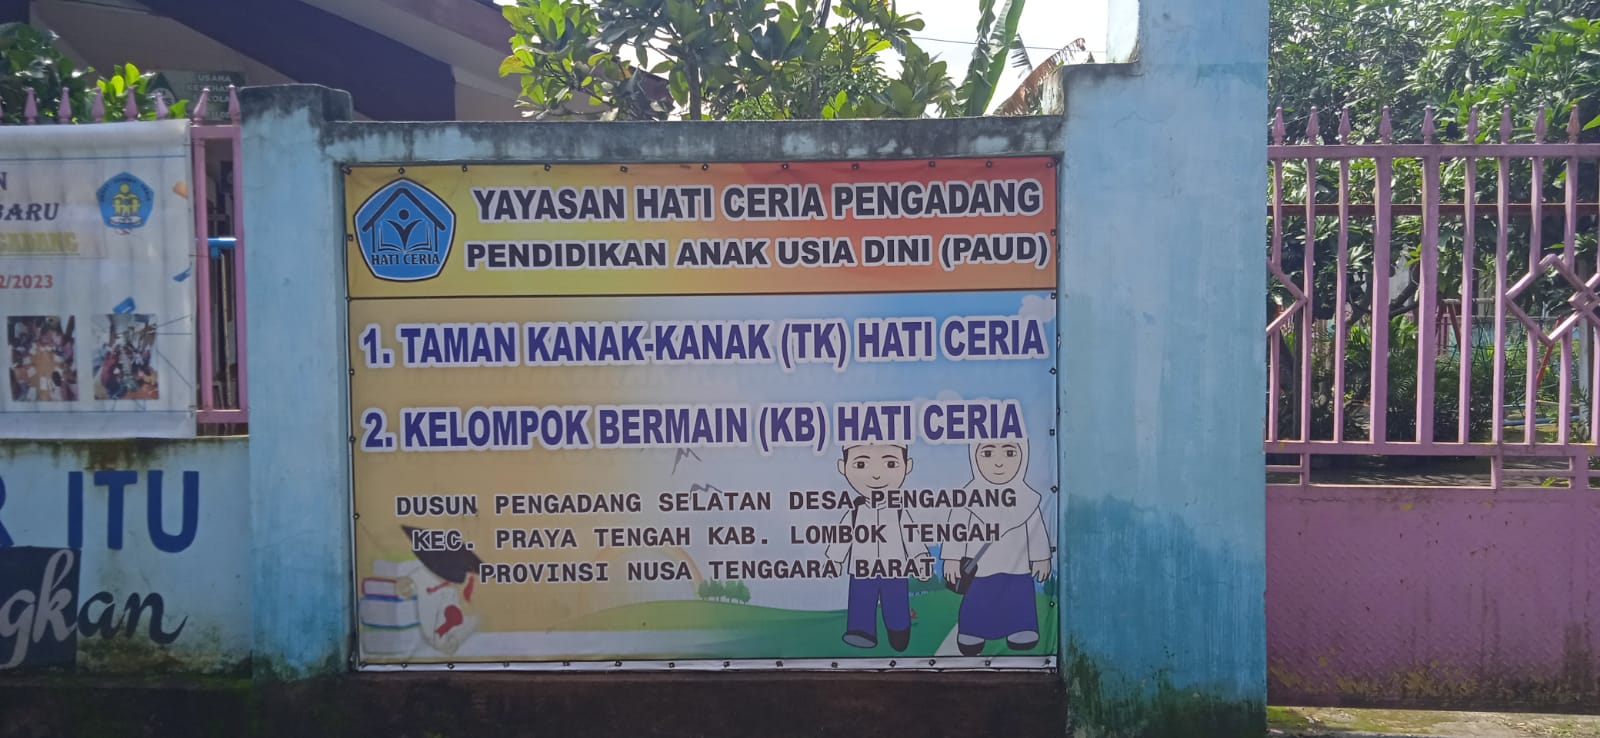 USAHA
KESEHATAN
BARU
2/2023
HATI CERIA
YAYASAN HATI CERIA PENGADANG
PENDIDIKAN ANAK USIA DINI (PAUD)
1. TAMAN KANAK-KANAK (TK) HATI CERIA
2. KELOMPOK BERMAIN (KB) HATI CERIA
DUSUN PENGADANG SELATAN DESA PENGADANG
KEC. PRAYA TENGAH KAB. LOMBOK TENGAH
PROVINSI NUSA TENGGARA BARAT
R ITU
gkan